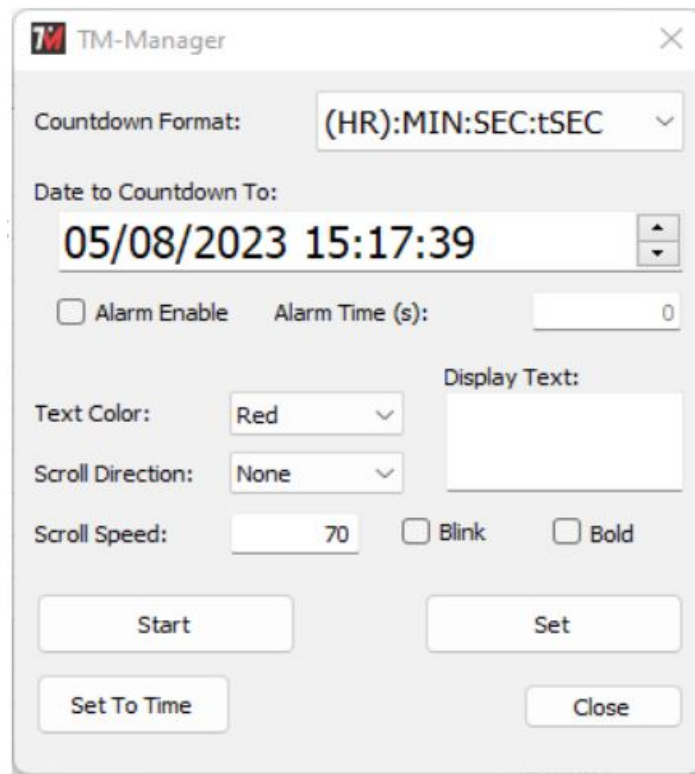 TM-Manager
Countdown Format: (HR):MIN:SEC:tSEC
Date to Countdown To:
05/08/2023 15:17:39
Alarm Enable Alarm Time (s): 0
Display Text:
Text Color: Red
Scroll Direction: None
Scroll Speed: 70 Blink Bold
Start Set
Set To Time Close